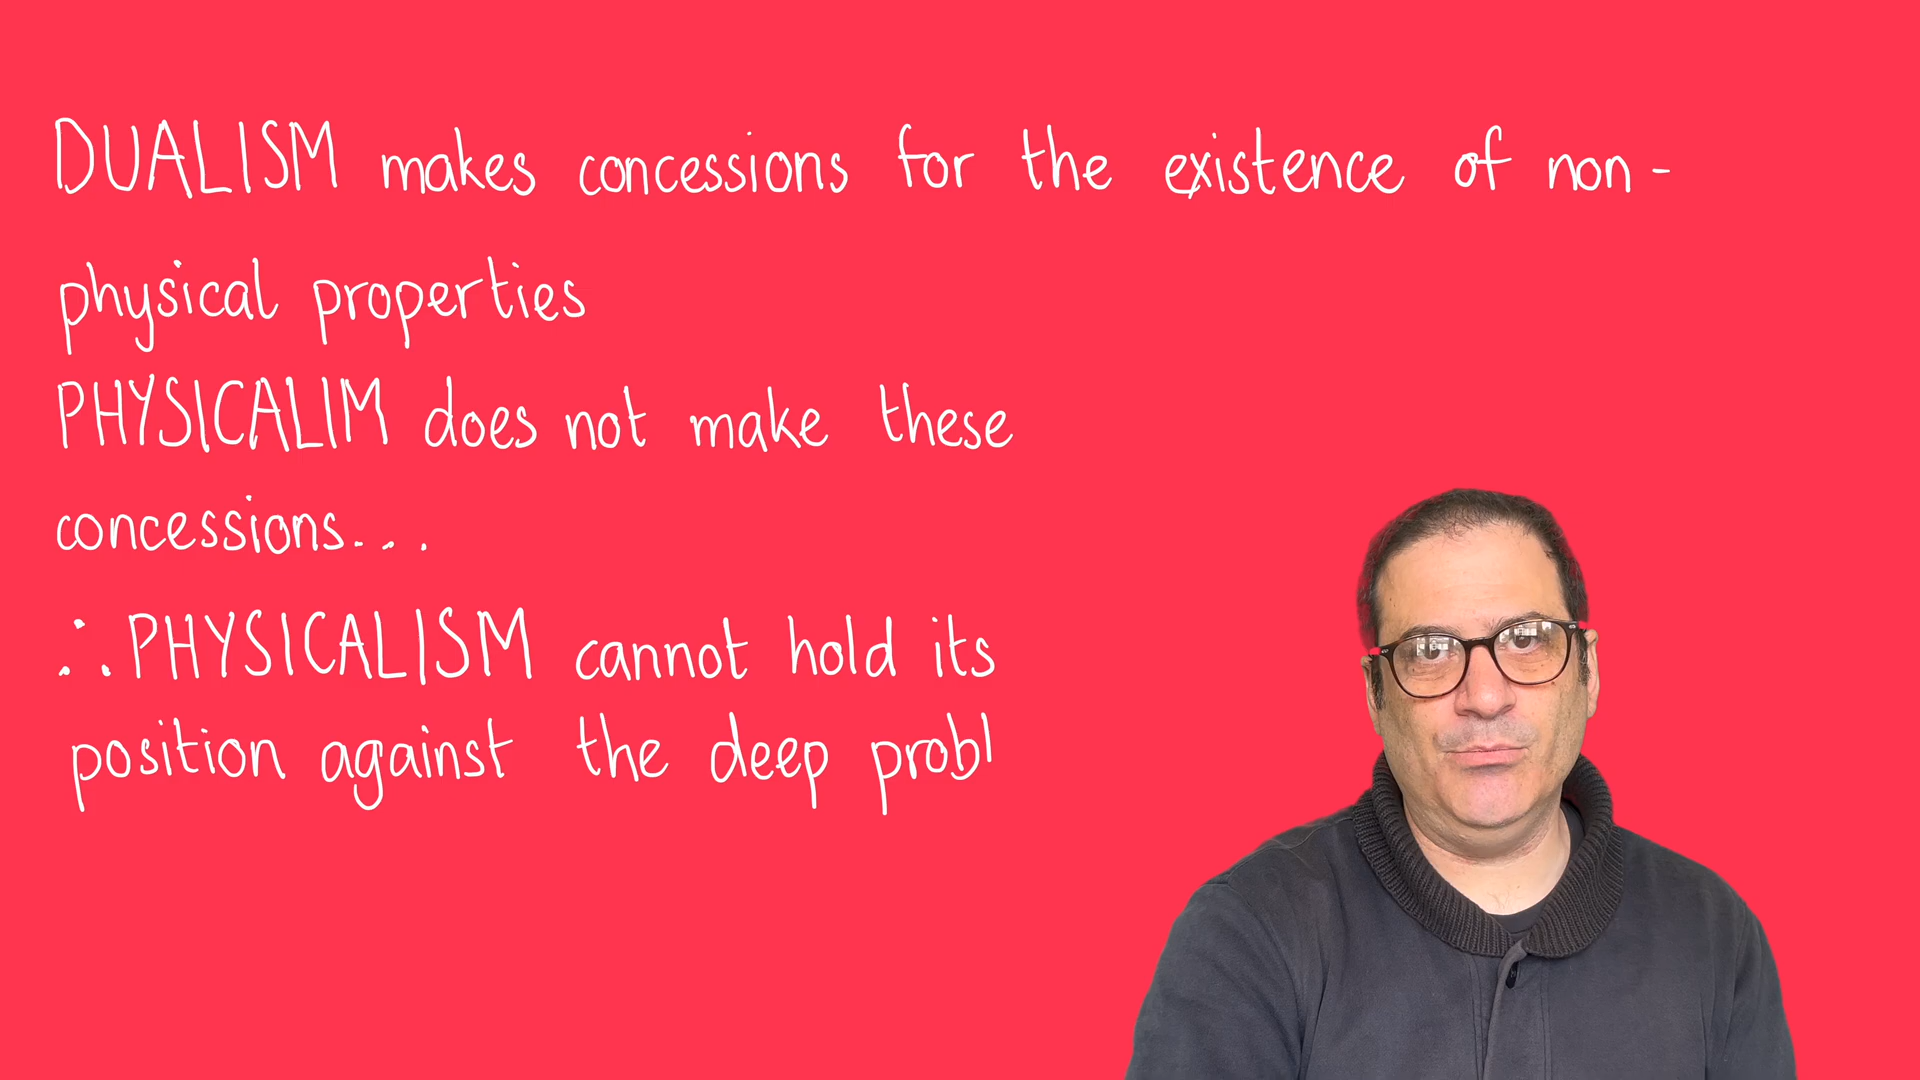 DUALISM makes concessions for the existence of non-
physical properties
PHYSICALIM does not make these
concessions...
∴ PHYSICALISM cannot hold its
position against the deep probl